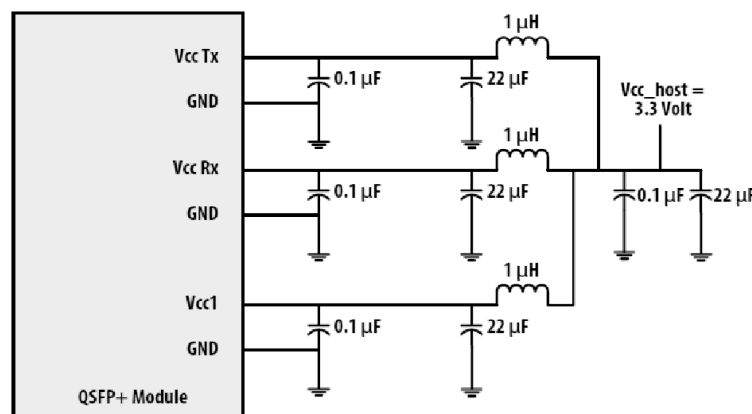 1 µH
Vcc Tx
0.1 µF
22 µF
GND
Vcc_host =
3.3 Volt
1 µH
Vcc Rx
0.1 µF
22 µF
0.1 µF
22 µF
GND
1 µH
Vcc1
0.1 µF
22 µF
GND
QSFP+ Module